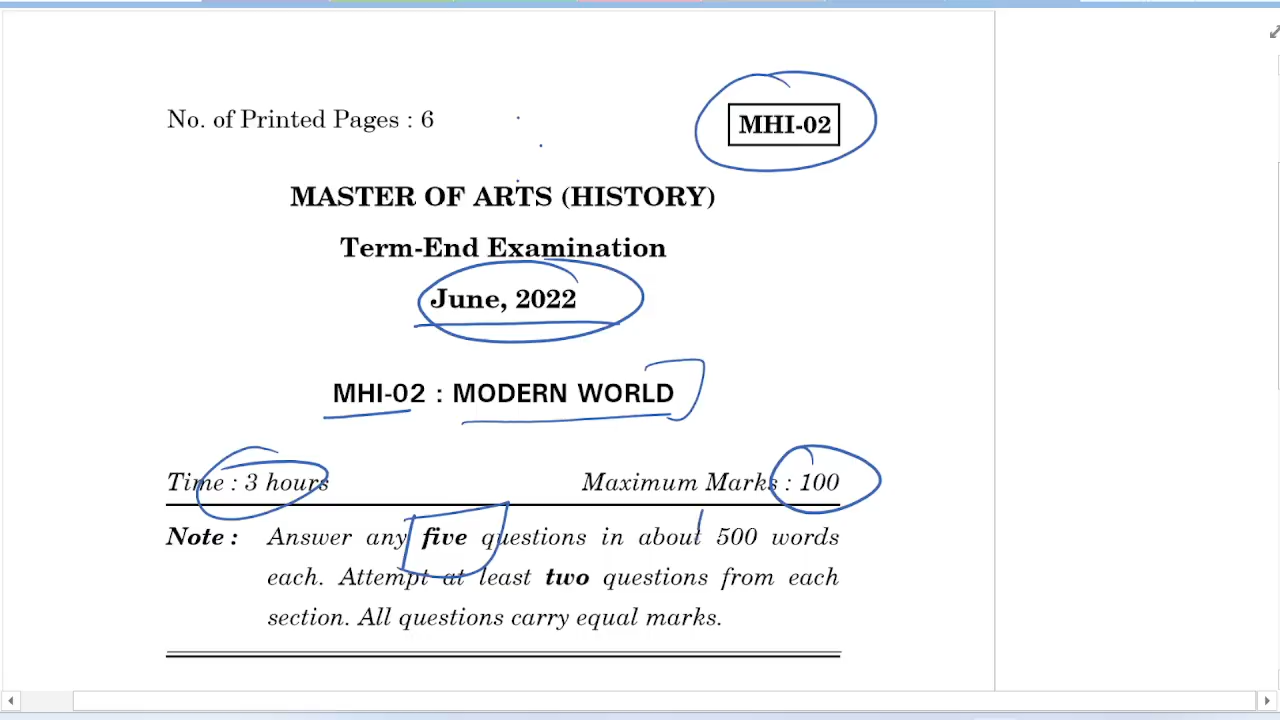 No. of Printed Pages : 6
MHI-02
MASTER OF ARTS (HISTORY)
Term-End Examination
June, 2022
MHI-02 : MODERN WORLD
Time : 3 hours Maximum Marks : 100
Note : Answer any five questions in about 500 words
each. Attempt at least two questions from each
section. All questions carry equal marks.